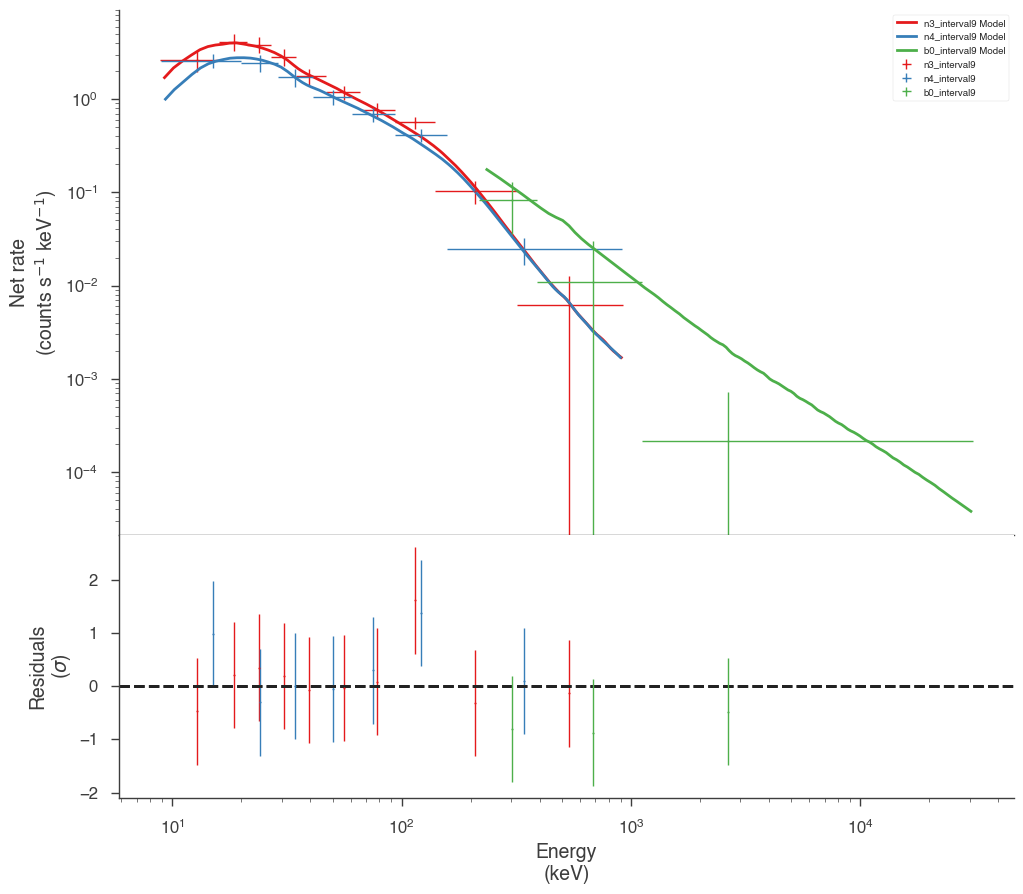 n3_interval9 Model
n4_interval9 Model
b0_interval9 Model
n3_interval9
n4_interval9
b0_interval9
10⁰
10⁻¹
10⁻²
10⁻³
10⁻⁴
Net rate
(counts s⁻¹ keV⁻¹)
2
1
0
−1
−2
Residuals
(σ)
10¹ 10² 10³ 10⁴
Energy
(keV)